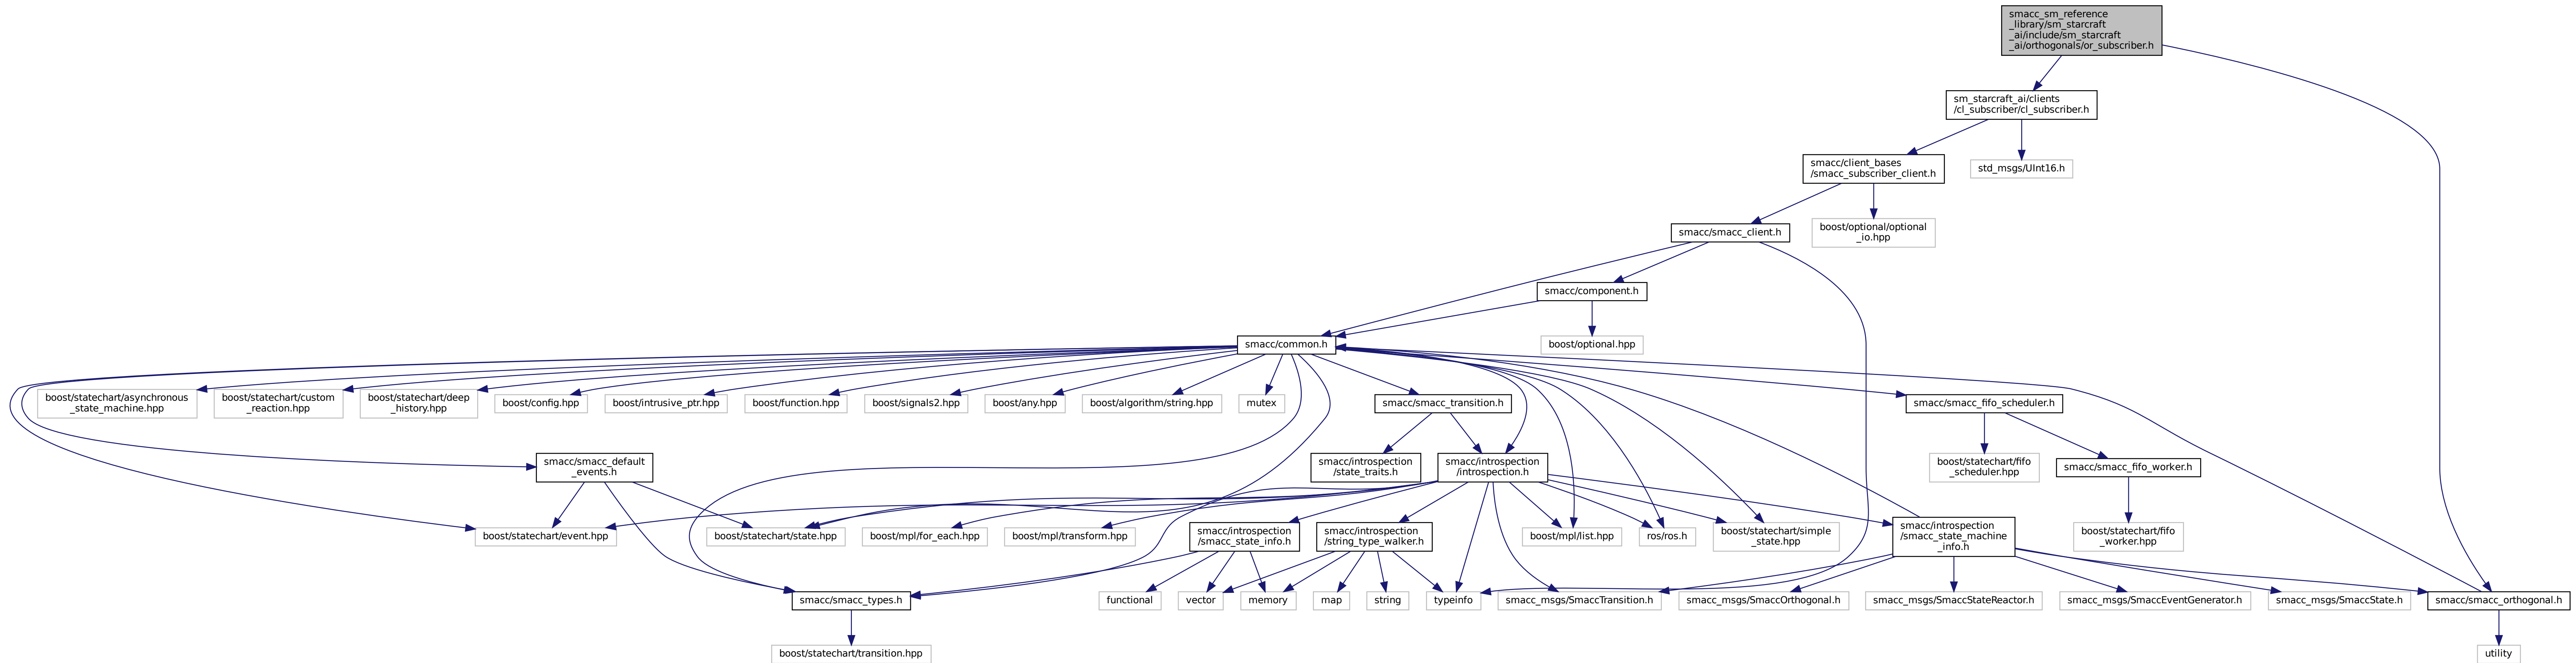 smacc_sm_reference
_library/sm_starcraft
_ai/include/sm_starcraft
_ai/orthogonals/or_subscriber.h
sm_starcraft_ai/clients
/cl_subscriber/cl_subscriber.h
smacc/client_bases
/smacc_subscriber_client.h
std_msgs/UInt16.h
smacc/smacc_client.h
boost/optional/optional
_io.hpp
smacc/component.h
smacc/common.h
boost/optional.hpp
boost/statechart/asynchronous
_state_machine.hpp
boost/statechart/custom
_reaction.hpp
boost/statechart/deep
_history.hpp
boost/config.hpp
boost/intrusive_ptr.hpp
boost/function.hpp
boost/signals2.hpp
boost/any.hpp
boost/algorithm/string.hpp
mutex
smacc/smacc_transition.h
smacc/smacc_fifo_scheduler.h
smacc/smacc_default
_events.h
smacc/introspection
/state_traits.h
smacc/introspection
/introspection.h
boost/statechart/fifo
_scheduler.hpp
smacc/smacc_fifo_worker.h
boost/statechart/event.hpp
boost/statechart/state.hpp
boost/mpl/for_each.hpp
boost/mpl/transform.hpp
smacc/introspection
/smacc_state_info.h
smacc/introspection
/string_type_walker.h
boost/mpl/list.hpp
ros/ros.h
boost/statechart/simple
_state.hpp
smacc/introspection
/smacc_state_machine
_info.h
boost/statechart/fifo
_worker.hpp
smacc/smacc_types.h
functional
vector
memory
map
string
typeinfo
smacc_msgs/SmaccTransition.h
smacc_msgs/SmaccOrthogonal.h
smacc_msgs/SmaccStateReactor.h
smacc_msgs/SmaccEventGenerator.h
smacc_msgs/SmaccState.h
smacc/smacc_orthogonal.h
boost/statechart/transition.hpp
utility